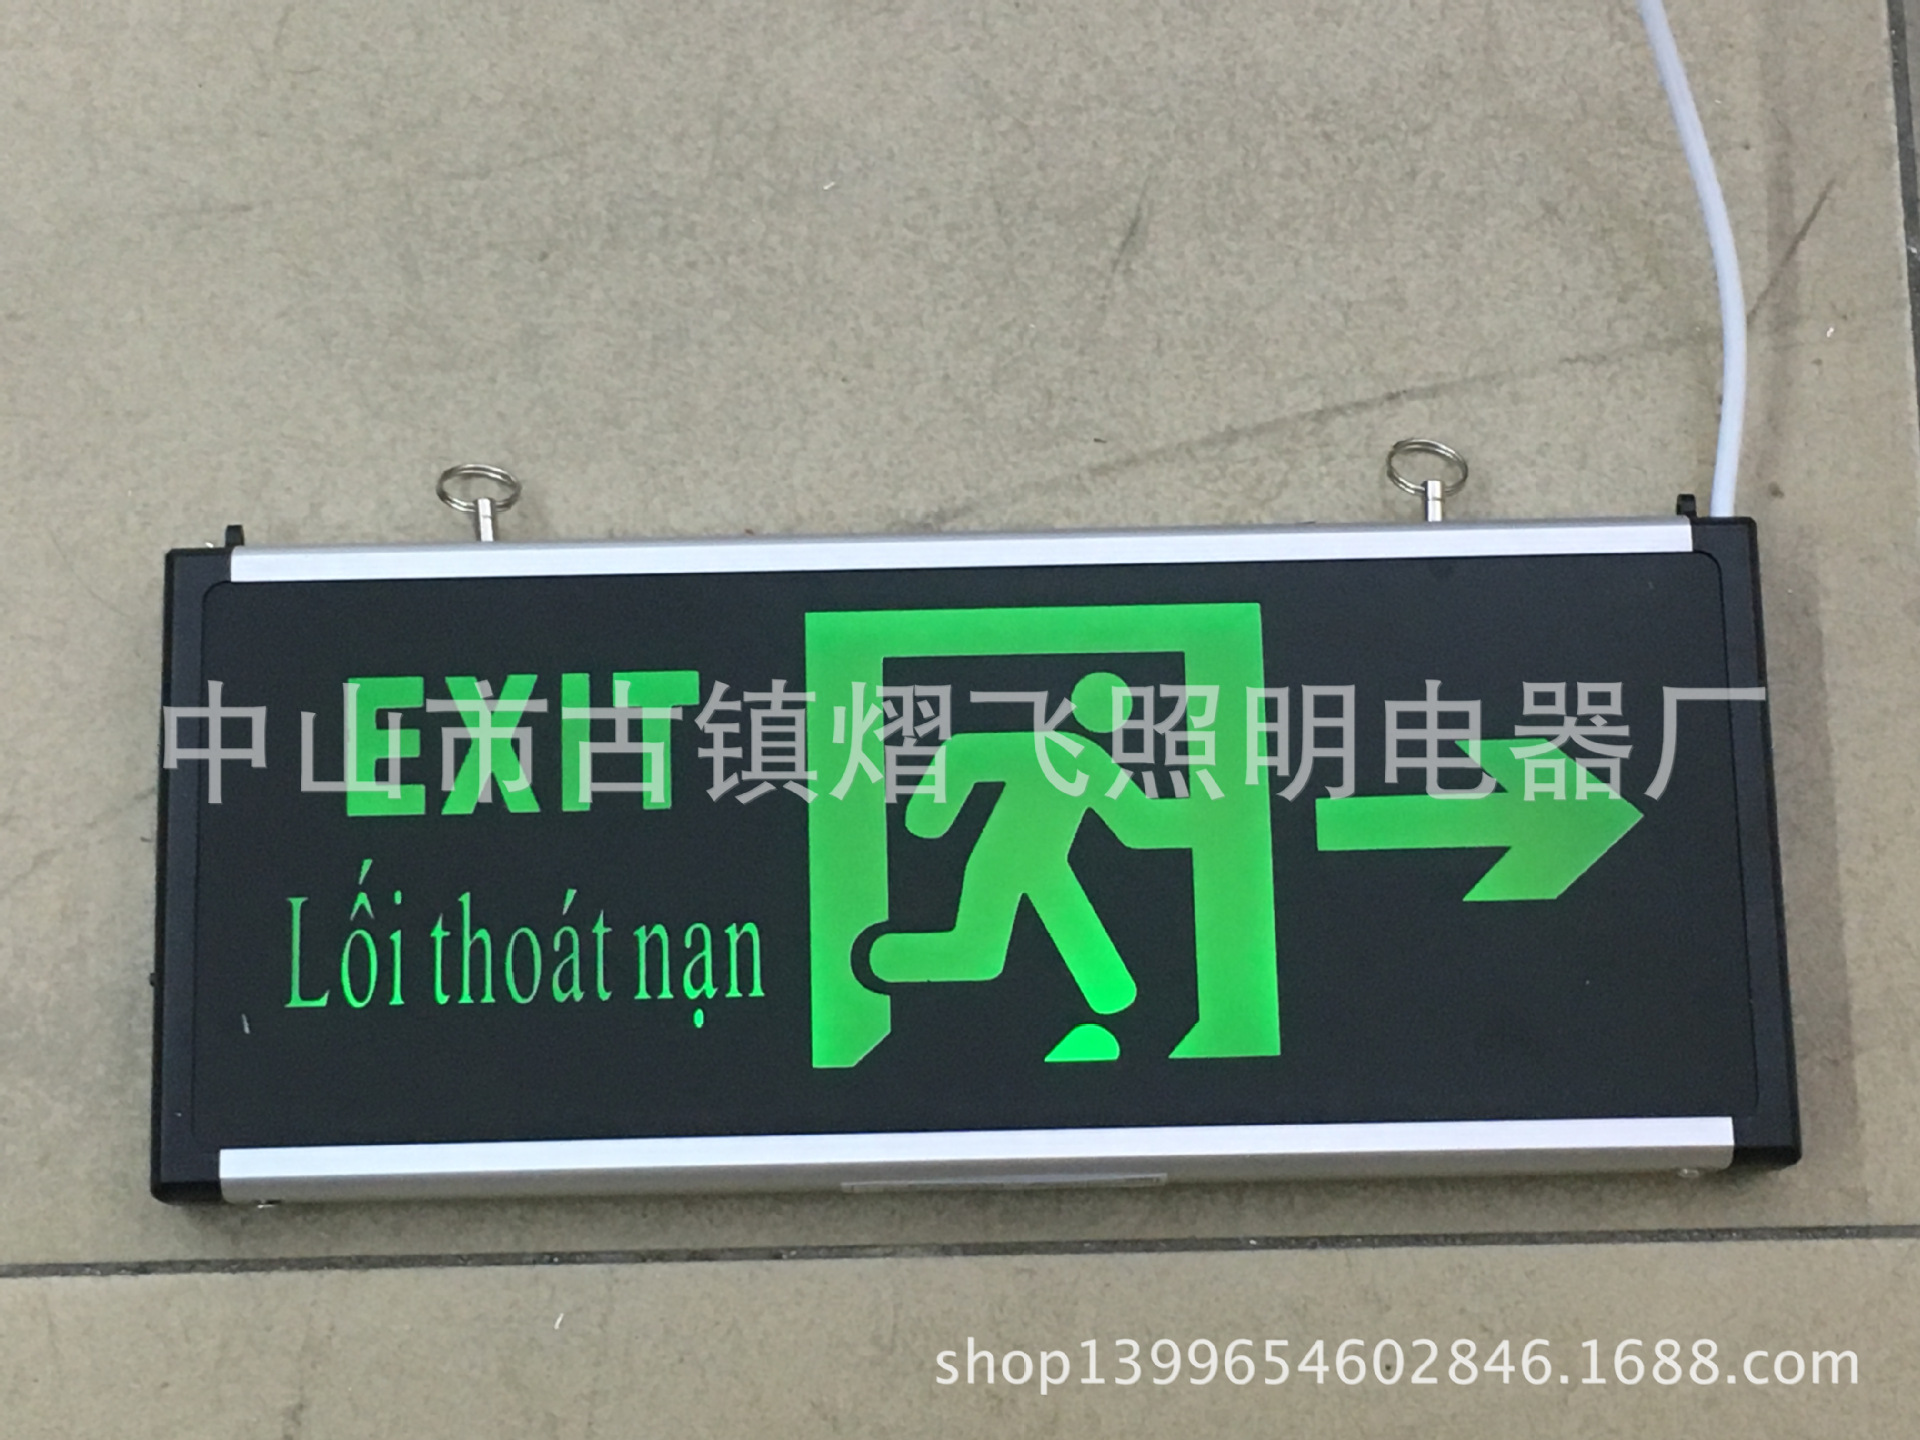 EXIT
中山市古镇熠飞照明电器厂
Lối thoát nạn
shop1399654602846.1688.com